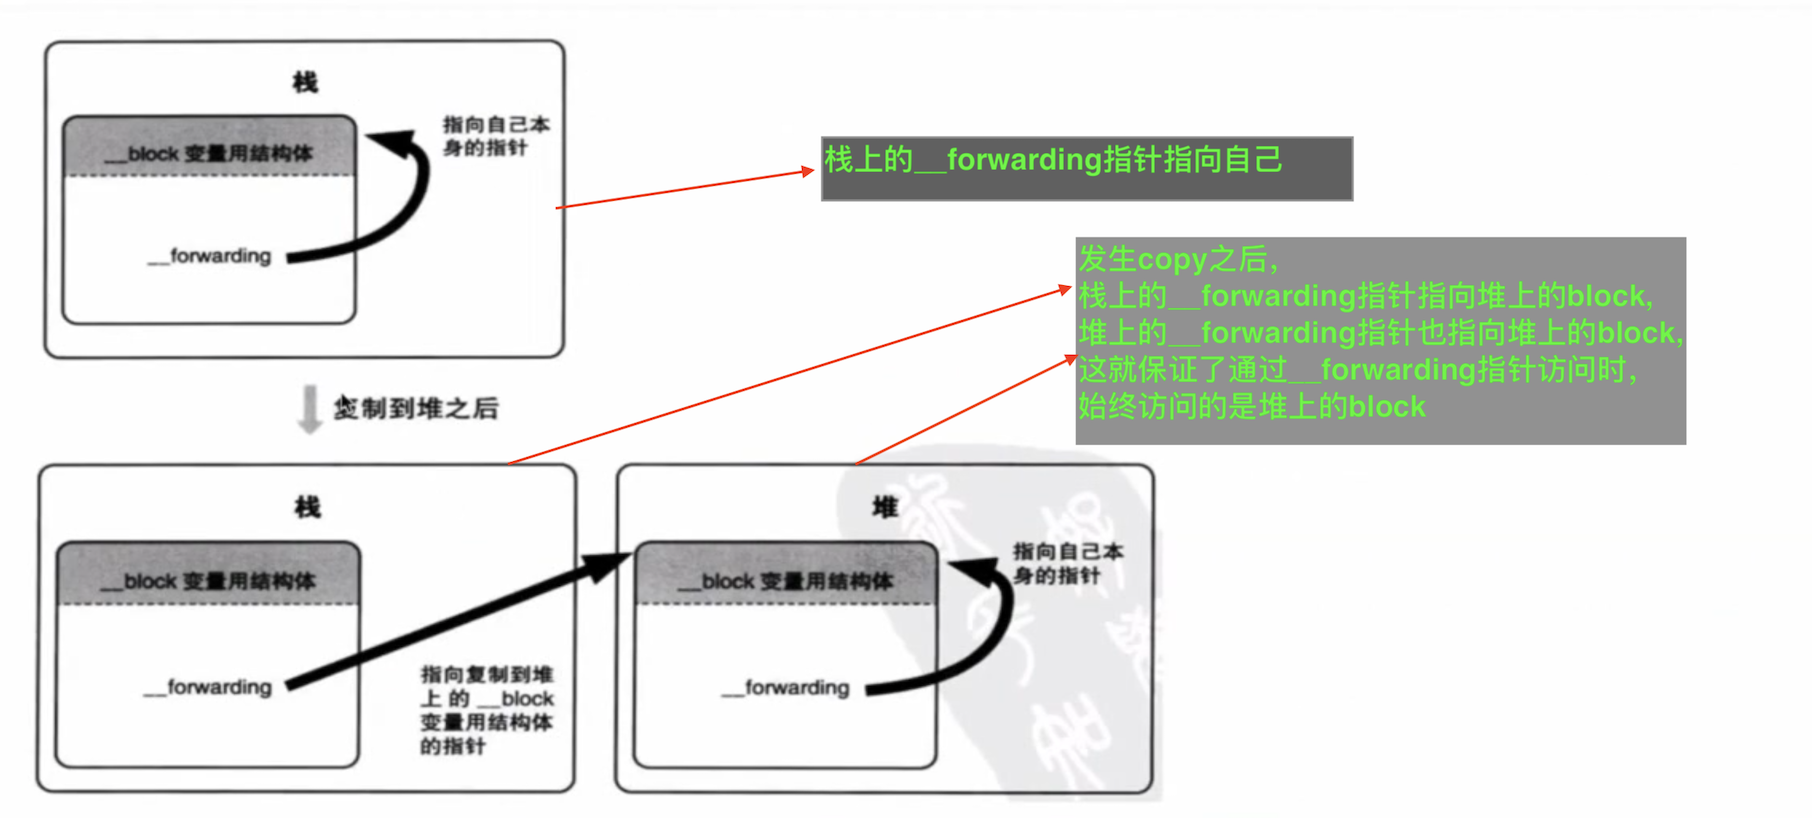 栈
__block 变量用结构体
指向自己本
身的指针
__forwarding
栈上的__forwarding指针指向自己
发生copy之后,
栈上的__forwarding指针指向堆上的block,
堆上的__forwarding指针也指向堆上的block,
这就保证了通过__forwarding指针访问时,
始终访问的是堆上的block
复制到堆之后
栈
__block 变量用结构体
__forwarding
指向复制到堆
上 的 __block
变量用结构体
的指针
堆
__block 变量用结构体
指向自己本
身的指针
__forwarding